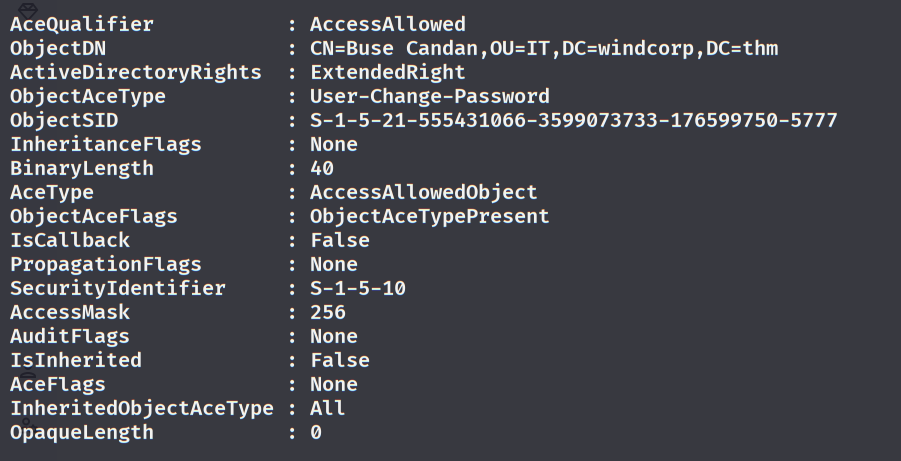 AceQualifier : AccessAllowed
ObjectDN : CN=Buse Candan,OU=IT,DC=windcorp,DC=thm
ActiveDirectoryRights : ExtendedRight
ObjectAceType : User-Change-Password
ObjectSID : S-1-5-21-555431066-3599073733-176599750-5777
InheritanceFlags : None
BinaryLength : 40
AceType : AccessAllowedObject
ObjectAceFlags : ObjectAceTypePresent
IsCallback : False
PropagationFlags : None
SecurityIdentifier : S-1-5-10
AccessMask : 256
AuditFlags : None
IsInherited : False
AceFlags : None
InheritedObjectAceType : All
OpaqueLength : 0